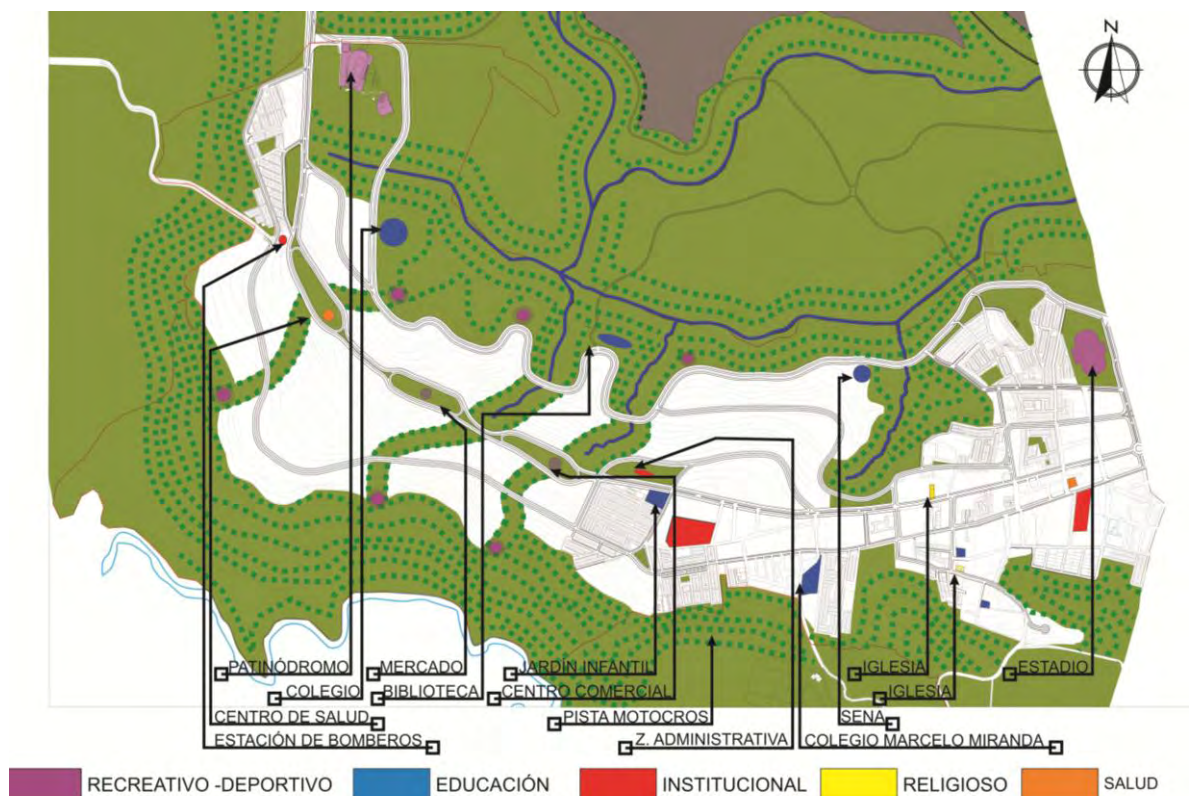 N
PATINÓDROMO MERCADO JARDÍN INFANTIL IGLESIA ESTADIO
COLEGIO BIBLIOTECA CENTRO COMERCIAL IGLESIA
CENTRO DE SALUD PISTA MOTOCROS SENA
ESTACIÓN DE BOMBEROS Z. ADMINISTRATIVA COLEGIO MARCELO MIRANDA
RECREATIVO -DEPORTIVO EDUCACIÓN INSTITUCIONAL RELIGIOSO SALUD